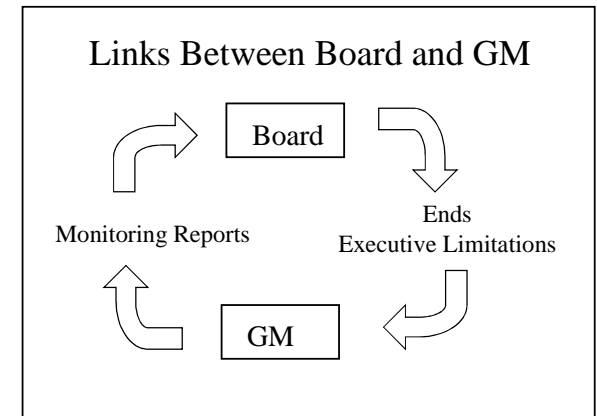 Links Between Board and GM
Board
Ends
Executive Limitations
Monitoring Reports
GM